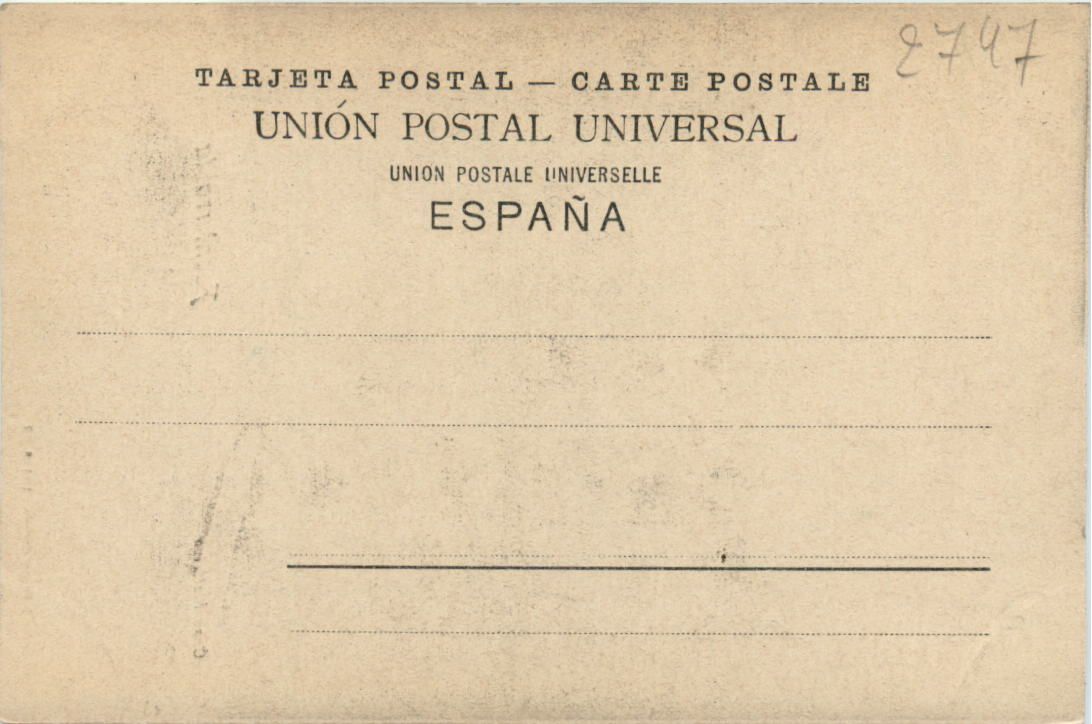 2747
TARJETA POSTAL — CARTE POSTALE
UNIÓN POSTAL UNIVERSAL
UNION POSTALE UNIVERSELLE
ESPAÑA